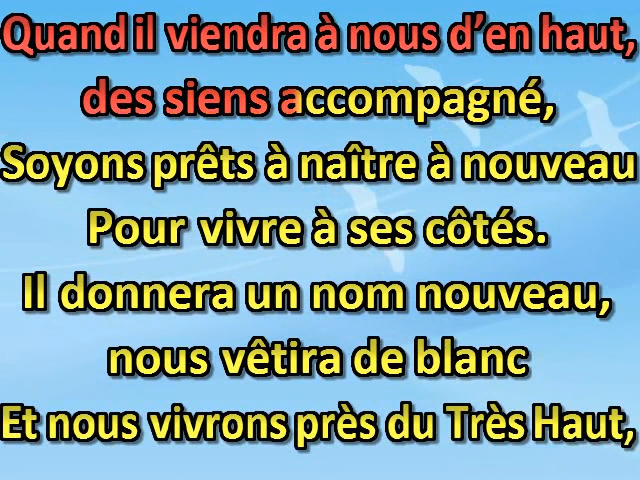 Quand il viendra à nous d’en haut,
des siens accompagné,
Soyons prêts à naître à nouveau
Pour vivre à ses côtés.
Il donnera un nom nouveau,
nous vêtira de blanc
Et nous vivrons près du Très Haut,